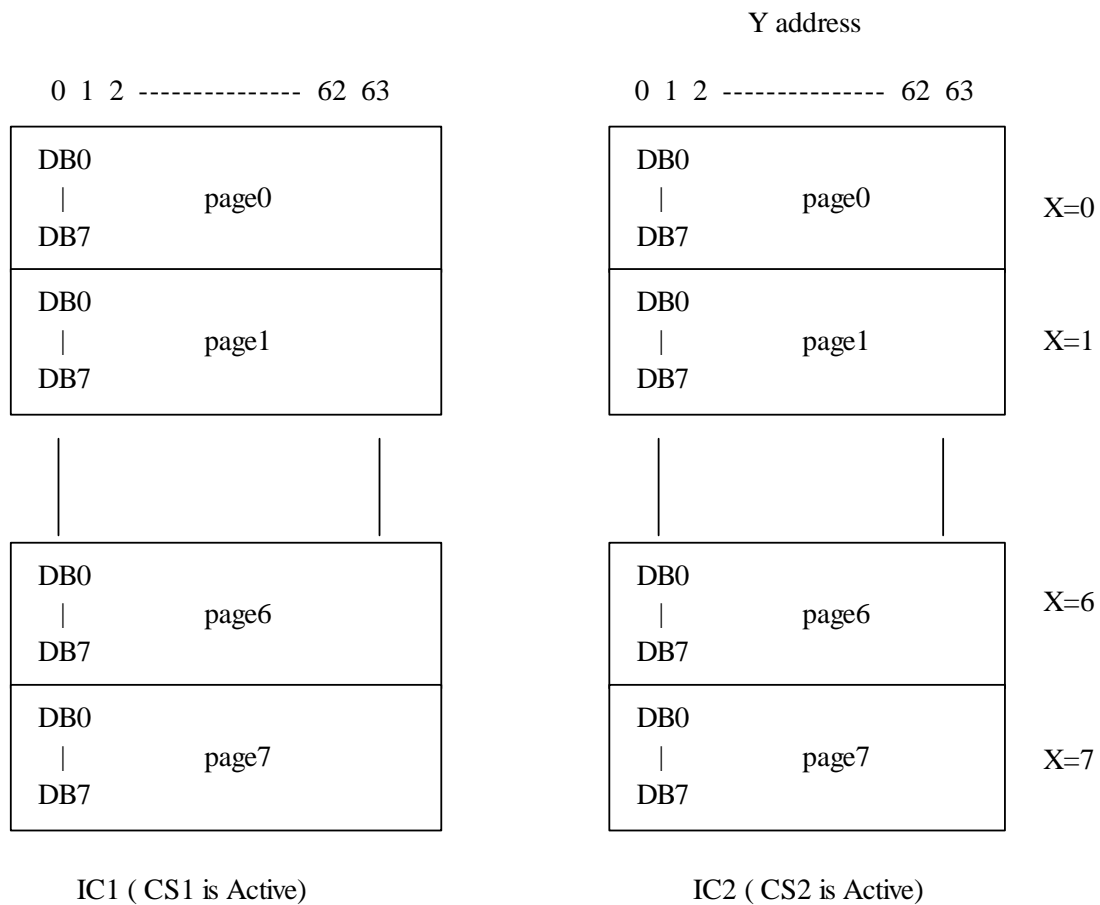 Y address
0 1 2 --------------- 62 63
0 1 2 --------------- 62 63
DB0
|
DB7
page0
DB0
|
DB7
page0
X=0
DB0
|
DB7
page1
DB0
|
DB7
page1
X=1
DB0
|
DB7
page6
DB0
|
DB7
page6
X=6
DB0
|
DB7
page7
DB0
|
DB7
page7
X=7
IC1 ( CS1 is Active)
IC2 ( CS2 is Active)